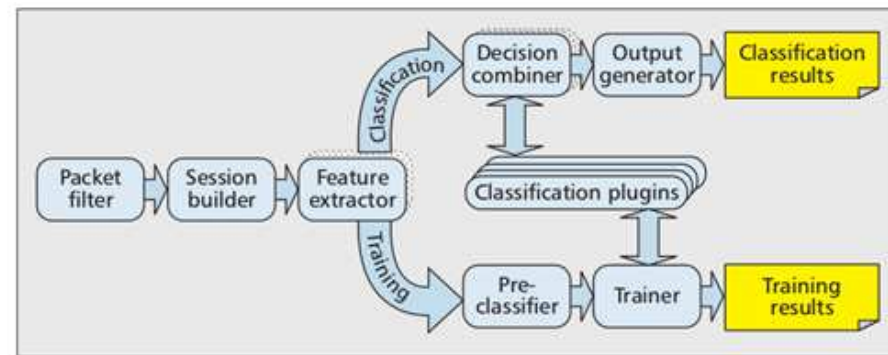 Decision
combiner
Output
generator
Classification
results
Classification
Packet
filter
Session
builder
Feature
extractor
Classification plugins
Training
Pre-
classifier
Trainer
Training
results